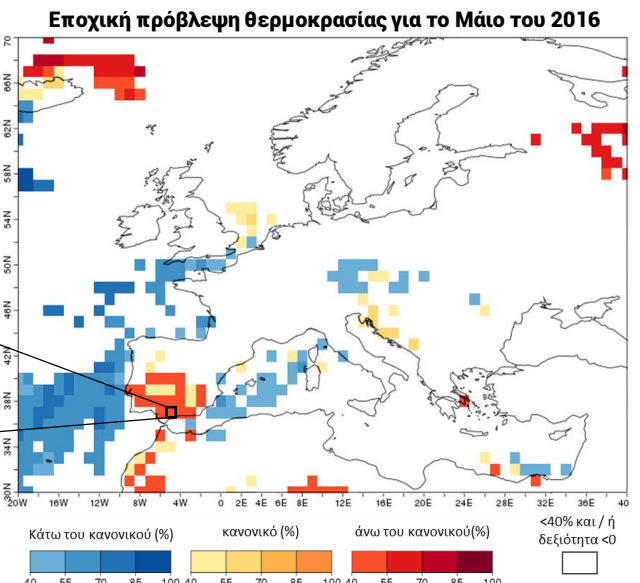 Εποχική πρόβλεψη θερμοκρασίας για το Μάιο του 2016
70
66N
62N
58N
54N
50N
46N
42N
38N
34N
30N
20W 16W 12W 8W 4W 0 2E 4E 6E 8E 12E 16E 20E 24E 28E 32E 36E 40
Κάτω του κανονικού (%)
κανονικό (%)
άνω του κανονικού(%)
<40% και / ή
δεξιότητα <0
40 55 70 85 100 40 55 70 85 100 40 55 70 85 100